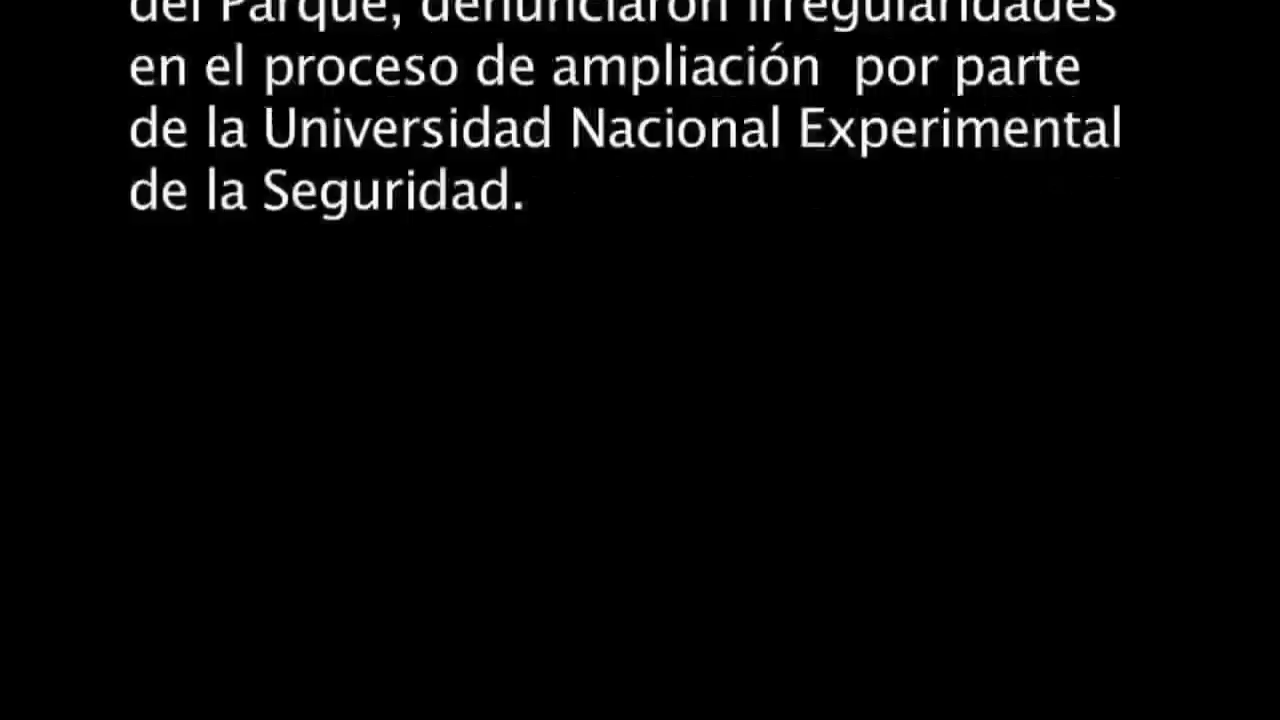 del Parque, denunciaron irregularidades
en el proceso de ampliación  por parte
de la Universidad Nacional Experimental
de la Seguridad.